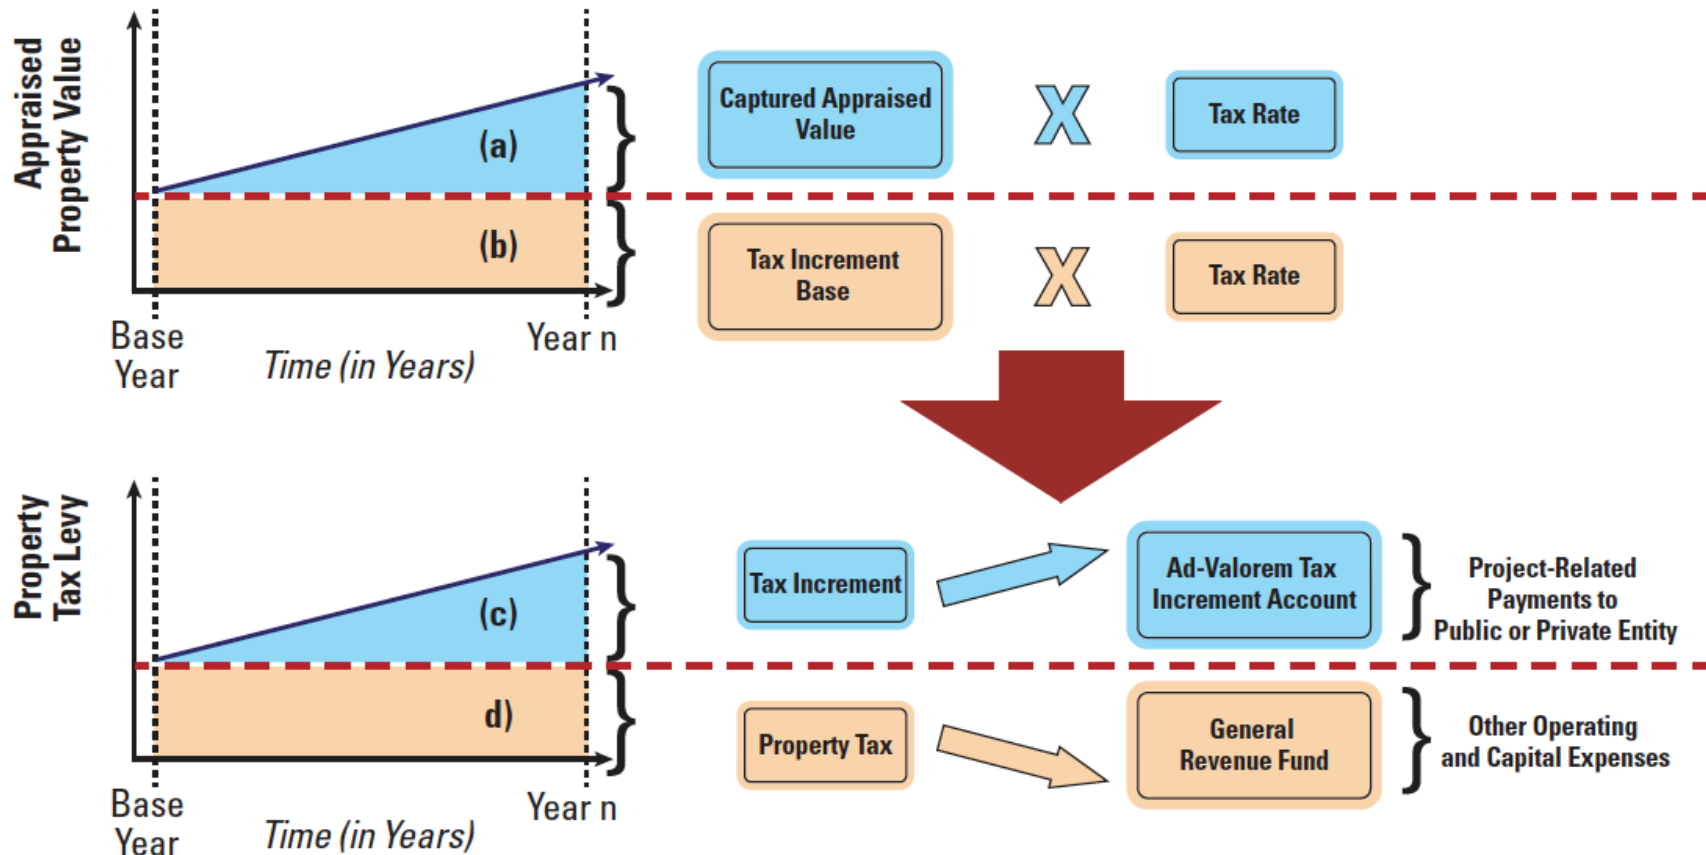 Appraised
Property Value
(a)
(b)
Base
Year
Time (in Years)
Year n
Captured Appraised
Value
X
Tax Rate
Tax Increment
Base
X
Tax Rate
Property
Tax Levy
(c)
d)
Base
Year
Time (in Years)
Year n
Tax Increment
Ad-Valorem Tax
Increment Account
Project-Related
Payments to
Public or Private Entity
Property Tax
General
Revenue Fund
Other Operating
and Capital Expenses